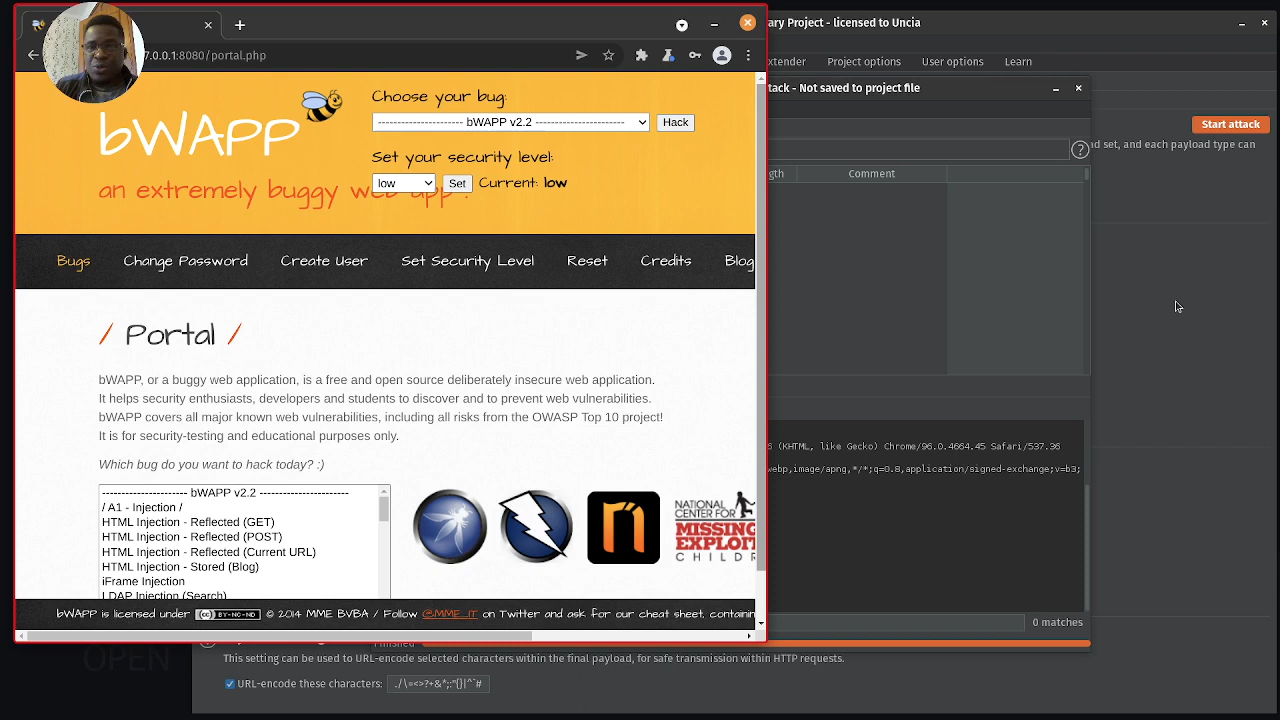 ary Project - licensed to Uncia
7.0.0.1:8080/portal.php
xtender Project options User options Learn
tack - Not saved to project file
Start attack
ad set, and each payload type can
bWAPP
an extremely buggy web app !
Choose your bug:
---------------------- bWAPP v2.2 ----------------------- Hack
Set your security level:
low Set Current: low
gth Comment
Bugs Change Password Create User Set Security Level Reset Credits Blog
/ Portal /
bWAPP, or a buggy web application, is a free and open source deliberately insecure web application.
It helps security enthusiasts, developers and students to discover and to prevent web vulnerabilities.
bWAPP covers all major known web vulnerabilities, including all risks from the OWASP Top 10 project!
It is for security-testing and educational purposes only.
Which bug do you want to hack today? :)
---------------------- bWAPP v2.2 -----------------------
/ A1 - Injection /
HTML Injection - Reflected (GET)
HTML Injection - Reflected (POST)
HTML Injection - Reflected (Current URL)
HTML Injection - Stored (Blog)
iFrame Injection
LDAP Injection (Search)
NATIONAL
CENTER FOR
MISSING
EXPLOIT
CHILDR
6 (KHTML, like Gecko) Chrome/96.0.4664.45 Safari/537.36
webp,image/apng,*/*;q=0.8,application/signed-exchange;v=b3;
bWAPP is licensed under (cc) BY-NC-ND © 2014 MME BVBA / Follow @MME_IT on Twitter and ask for our cheat sheet, containin
0 matches
Finished
OPEN
This setting can be used to URL-encode selected characters within the final payload, for safe transmission within HTTP requests.
URL-encode these characters: ./\=<>?+&*;:"{}|^`#